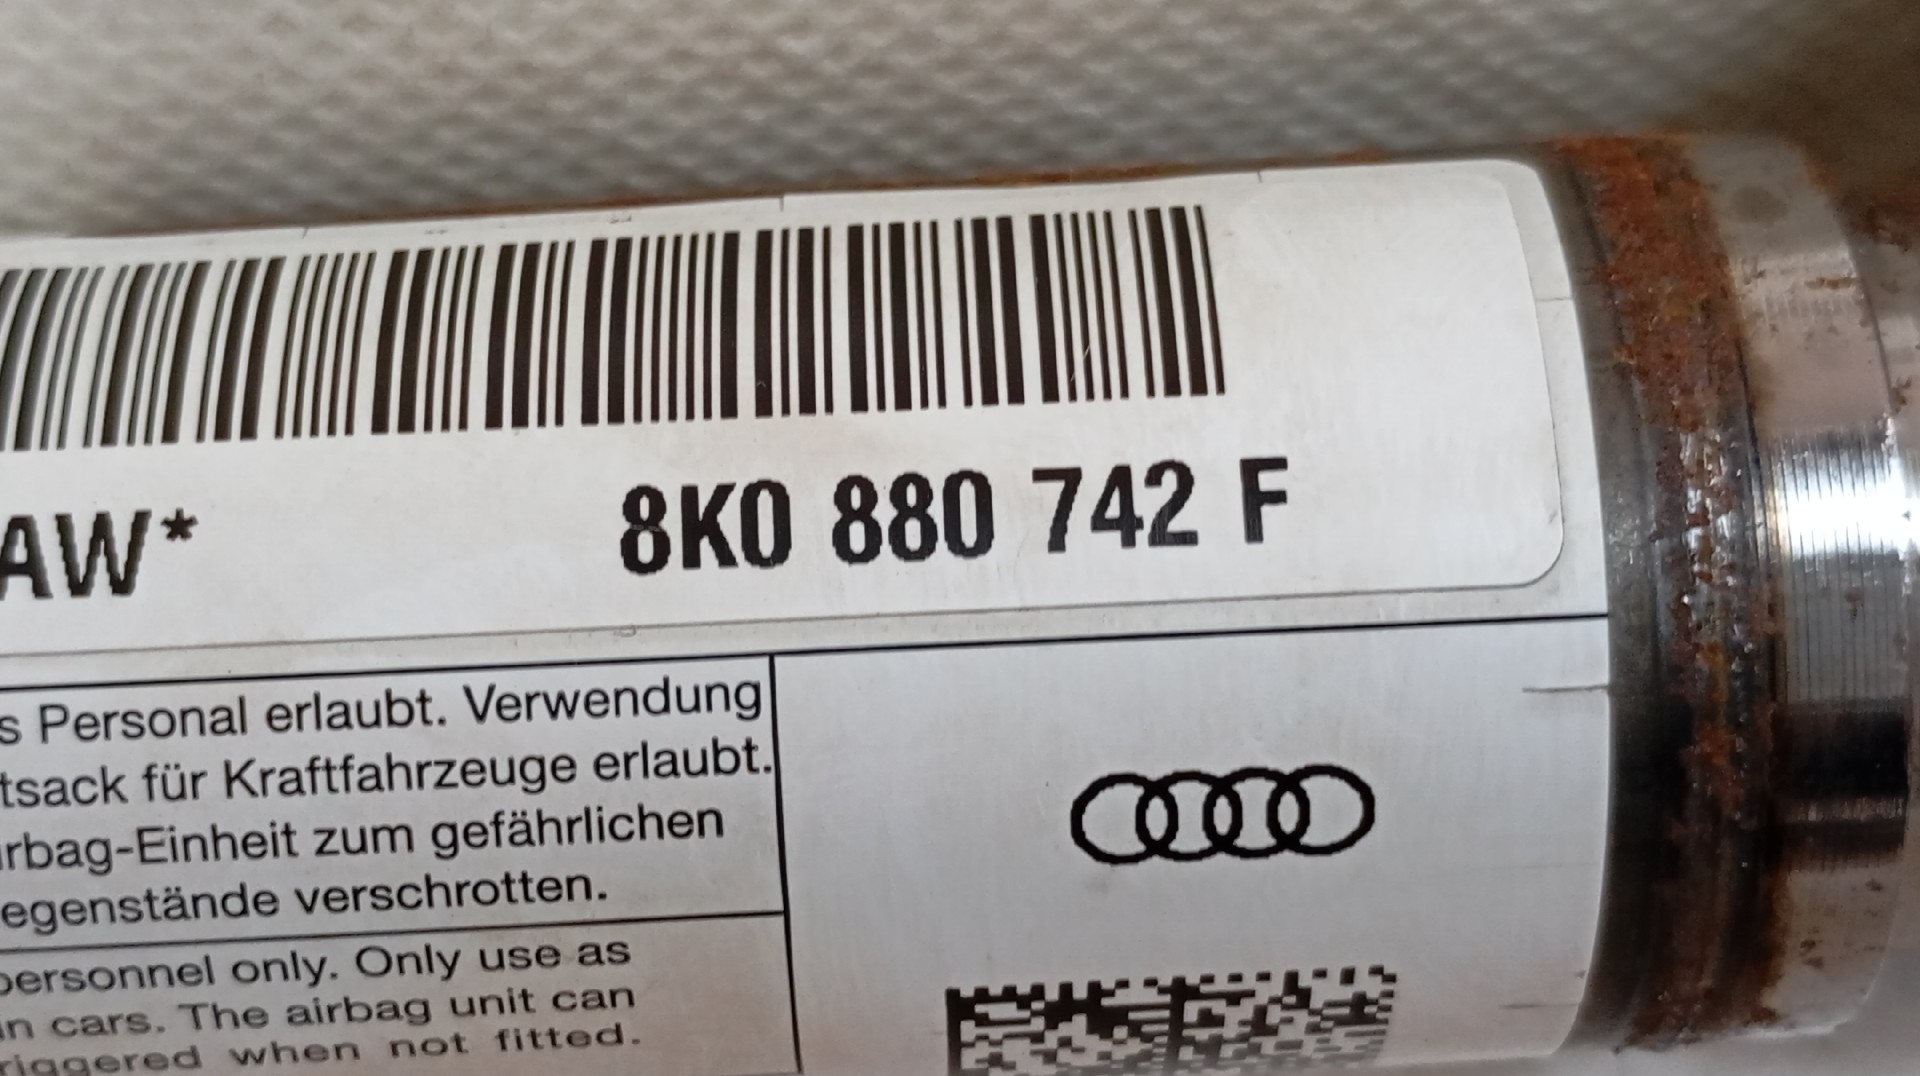 AW* 8K0 880 742 F
s Personal erlaubt. Verwendung
tsack für Kraftfahrzeuge erlaubt.
rbag-Einheit zum gefährlichen
egenstände verschrotten.
personnel only. Only use as
in cars. The airbag unit can
riggered when not fitted.